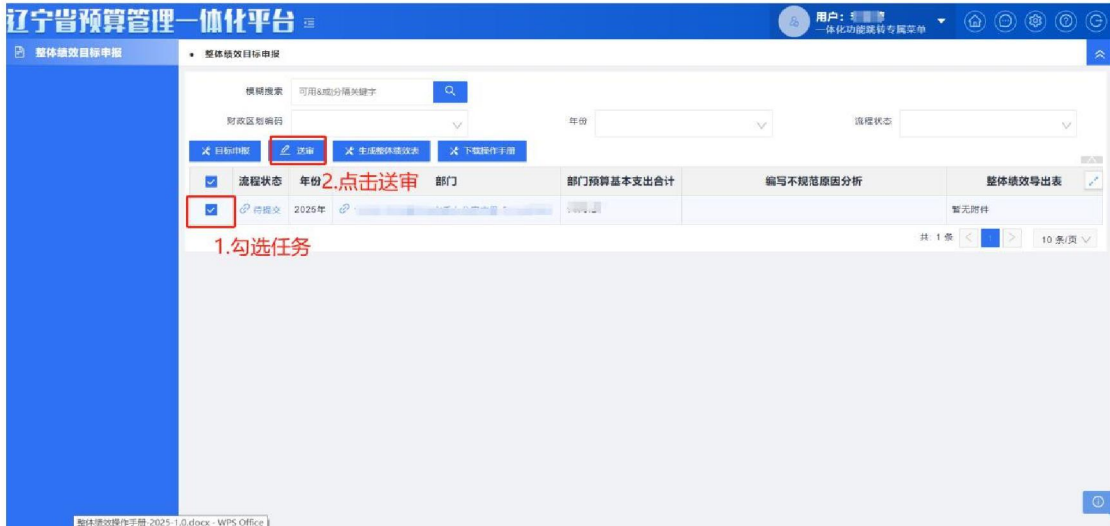 辽宁省预算管理一体化平台
用户：
一体化功能跳转专属菜单
整体绩效目标申报
整体绩效目标申报
模糊搜索 可用&或|分隔关键字
财政区划编码 年份 流程状态
目标申报 送审 生成整体绩效表 下载操作手册
流程状态 年份 部门 部门预算基本支出合计 编写不规范原因分析 整体绩效导出表
2.点击送审
待提交 2025年 暂无附件
1.勾选任务
共 1 条 < 1 > 10 条/页
整体绩效操作手册-2025-1.0.docx - WPS Office